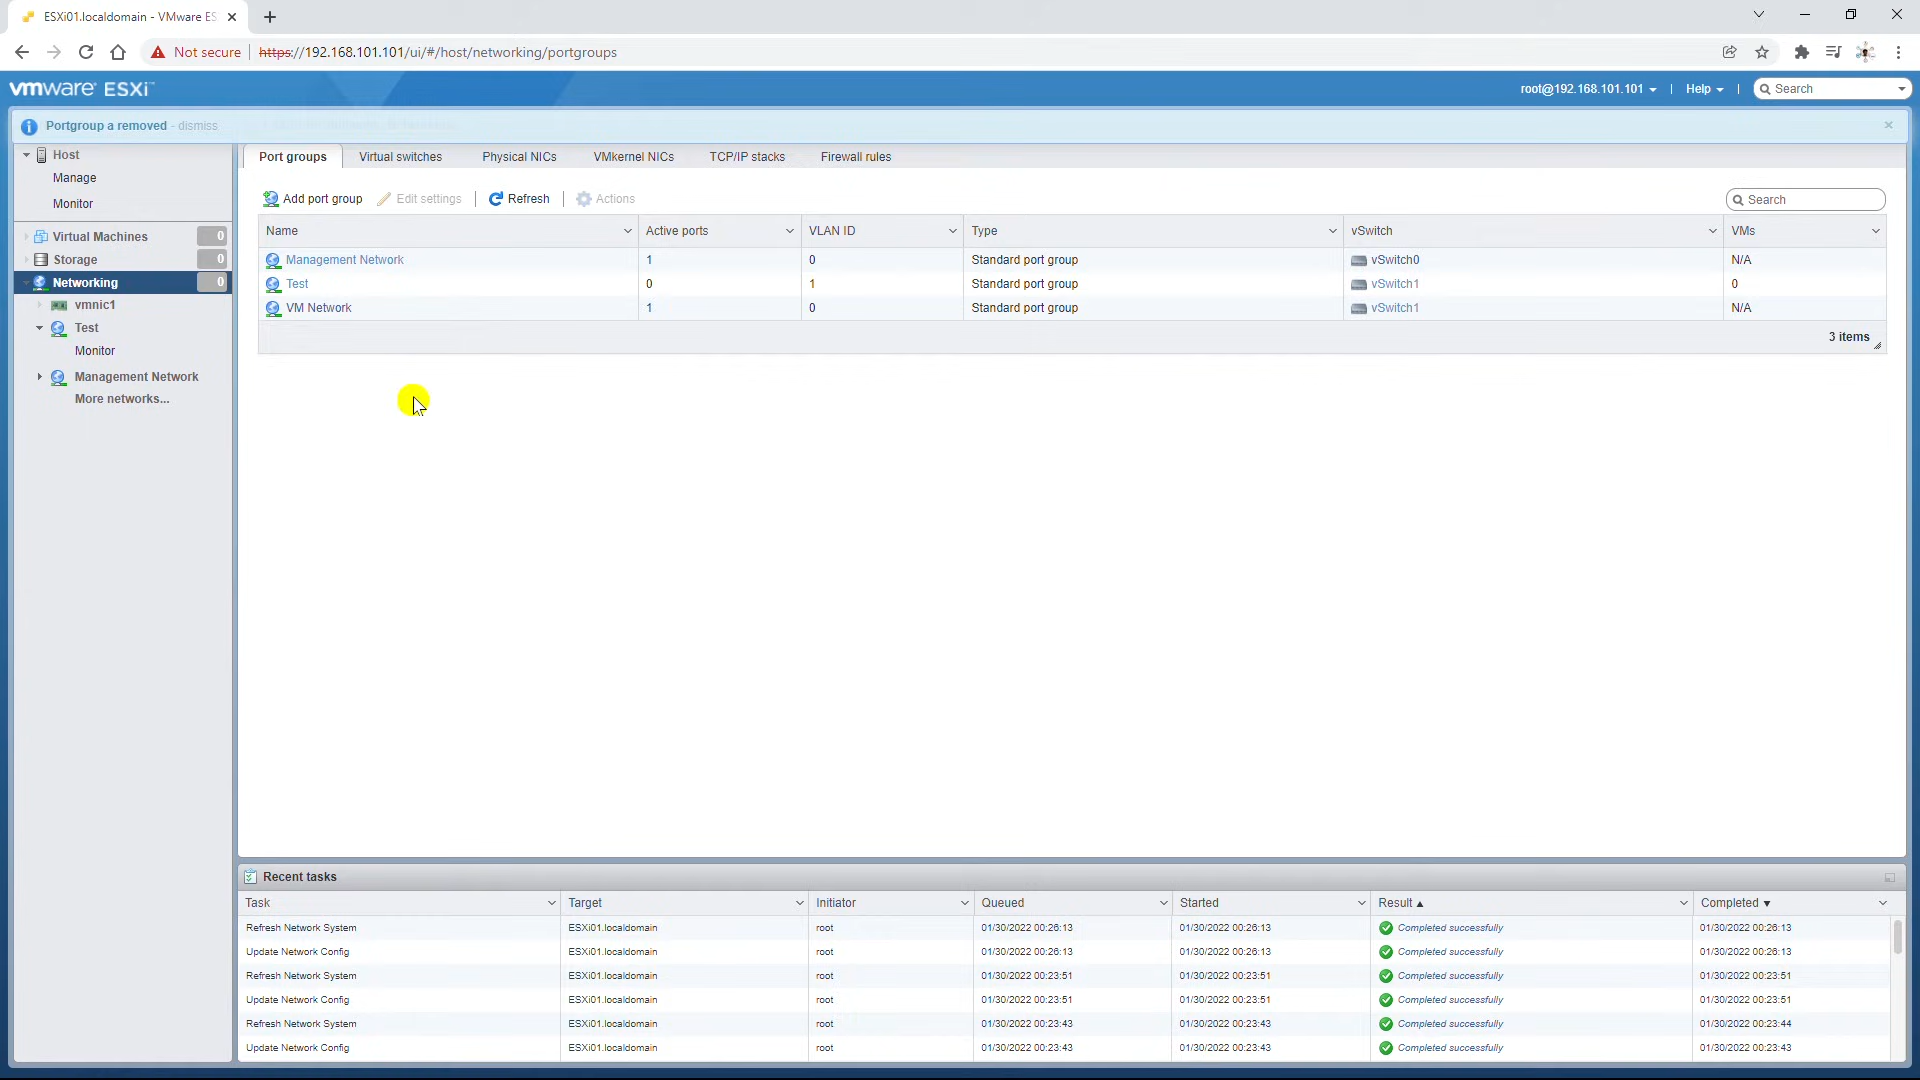 ESXi01.localdomain - VMware ES
Not secure https://192.168.101.101/ui/#/host/networking/portgroups
vmware ESXi™
root@192.168.101.101 | Help | Search
Portgroup a removed - dismiss
Host
Manage
Monitor
Virtual Machines 0
Storage 0
Networking 0
vmnic1
Test
Monitor
Management Network
More networks...
Port groups Virtual switches Physical NICs VMkernel NICs TCP/IP stacks Firewall rules
Add port group Edit settings | Refresh | Actions Search
Name Active ports VLAN ID Type vSwitch VMs
Management Network 1 0 Standard port group vSwitch0 N/A
Test 0 1 Standard port group vSwitch1 0
VM Network 1 0 Standard port group vSwitch1 N/A
3 items
Recent tasks
Task Target Initiator Queued Started Result Completed
Refresh Network System ESXi01.localdomain root 01/30/2022 00:26:13 01/30/2022 00:26:13 Completed successfully 01/30/2022 00:26:13
Update Network Config ESXi01.localdomain root 01/30/2022 00:26:13 01/30/2022 00:26:13 Completed successfully 01/30/2022 00:26:13
Refresh Network System ESXi01.localdomain root 01/30/2022 00:23:51 01/30/2022 00:23:51 Completed successfully 01/30/2022 00:23:51
Update Network Config ESXi01.localdomain root 01/30/2022 00:23:51 01/30/2022 00:23:51 Completed successfully 01/30/2022 00:23:51
Refresh Network System ESXi01.localdomain root 01/30/2022 00:23:43 01/30/2022 00:23:43 Completed successfully 01/30/2022 00:23:44
Update Network Config ESXi01.localdomain root 01/30/2022 00:23:43 01/30/2022 00:23:43 Completed successfully 01/30/2022 00:23:43